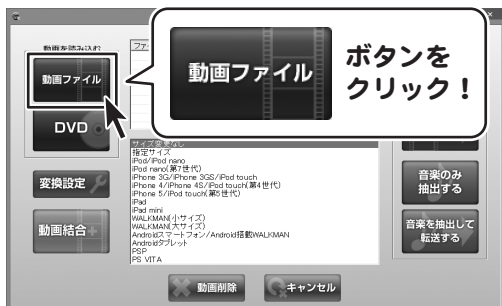 動画を読み込む
ファ
動画ファイル
動画ファイル
ボタンを
クリック！
DVD
変換設定
動画結合
サイズ変更なし
指定サイズ
iPod/iPod nano
iPod nano(第7世代)
iPhone 3G/iPhone 3GS/iPod touch
iPhone 4/iPhone 4S/iPod touch(第4世代)
iPhone 5/iPod touch(第5世代)
iPad
iPad mini
WALKMAN(小サイズ)
WALKMAN(大サイズ)
Androidスマートフォン/Android搭載WALKMAN
Androidタブレット
PSP
PS VITA
音楽のみ
抽出する
音楽を抽出して
転送する
動画削除
キャンセル